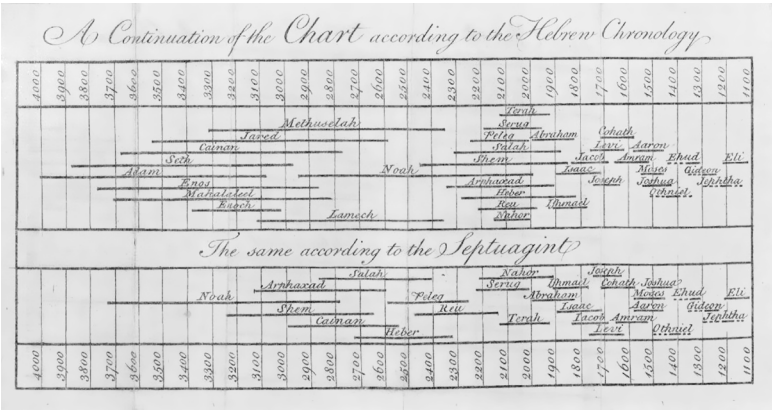 A Continuation of the Chart according to the Hebrew Chronology
4000 3900 3800 3700 3600 3500 3400 3300 3200 3100 3000 2900 2800 2700 2600 2500 2400 2300 2200 2100 2000 1900 1800 1700 1600 1500 1400 1300 1200 1100
Terah
Methuselah Serug
Jared Peleg Abraham Cohath
Cainan Salah Levi Aaron
Seth Shem Jacob Amram Ehud Eli
Adam Noah Isaac Moses Gideon
Enos Arphaxad Joseph Joshua Jephtha
Mahalaleel Heber Othniel
Enoch Reu Ishmael
Lamech Nahor
The same according to the Septuagint
Salah Nahor Joseph
Arphaxad Serug Ishmail Cohath Joshua
Noah Peleg Abraham Moses Ehud Eli
Shem Reu Isaac Aaron Gideon
Cainan Terah Jacob Amram Jephtha
Heber Levi Othniel
4000 3900 3800 3700 3600 3500 3400 3300 3200 3100 3000 2900 2800 2700 2600 2500 2400 2300 2200 2100 2000 1900 1800 1700 1600 1500 1400 1300 1200 1100